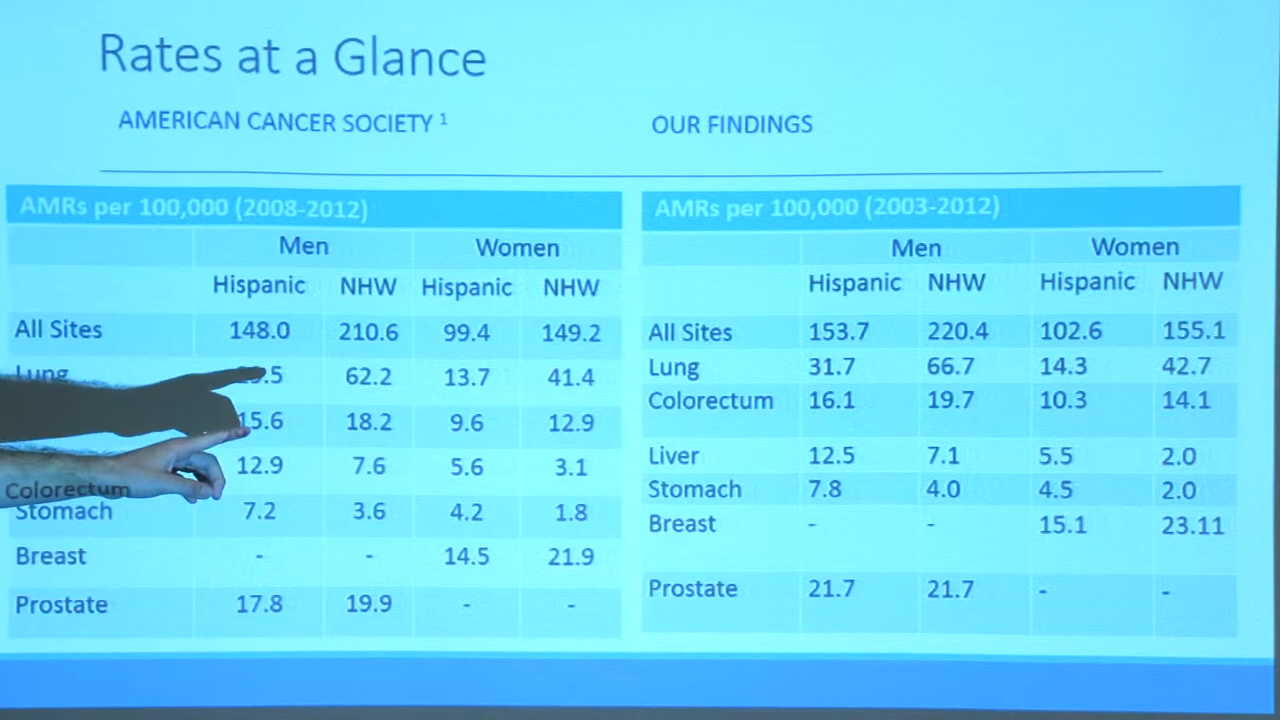 Rates at a Glance
AMERICAN CANCER SOCIETY 1
OUR FINDINGS
AMRs per 100,000 (2008-2012)
Men Women
Hispanic NHW Hispanic NHW
All Sites 148.0 210.6 99.4 149.2
Lung .5 62.2 13.7 41.4
15.6 18.2 9.6 12.9
12.9 7.6 5.6 3.1
Colorectum
Stomach 7.2 3.6 4.2 1.8
Breast - - 14.5 21.9
Prostate 17.8 19.9 - -
AMRs per 100,000 (2003-2012)
Men Women
Hispanic NHW Hispanic NHW
All Sites 153.7 220.4 102.6 155.1
Lung 31.7 66.7 14.3 42.7
Colorectum 16.1 19.7 10.3 14.1
Liver 12.5 7.1 5.5 2.0
Stomach 7.8 4.0 4.5 2.0
Breast - - 15.1 23.11
Prostate 21.7 21.7 - -